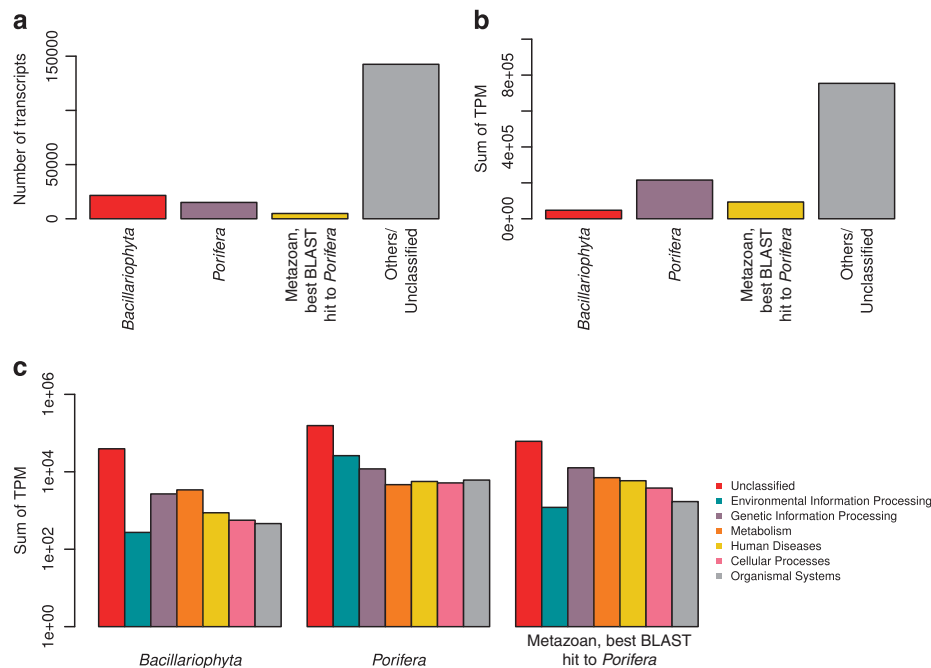 a
Number of transcripts
0
50000
150000
Bacillariophyta
Porifera
Metazoan,
best BLAST
hit to Porifera
Others/
Unclassified
b
Sum of TPM
0e+00
4e+05
8e+05
Bacillariophyta
Porifera
Metazoan,
best BLAST
hit to Porifera
Others/
Unclassified
c
Sum of TPM
1e+06
1e+04
1e+02
1e+00
Bacillariophyta
Porifera
Metazoan, best BLAST
hit to Porifera
Unclassified
Environmental Information Processing
Genetic Information Processing
Metabolism
Human Diseases
Cellular Processes
Organismal Systems